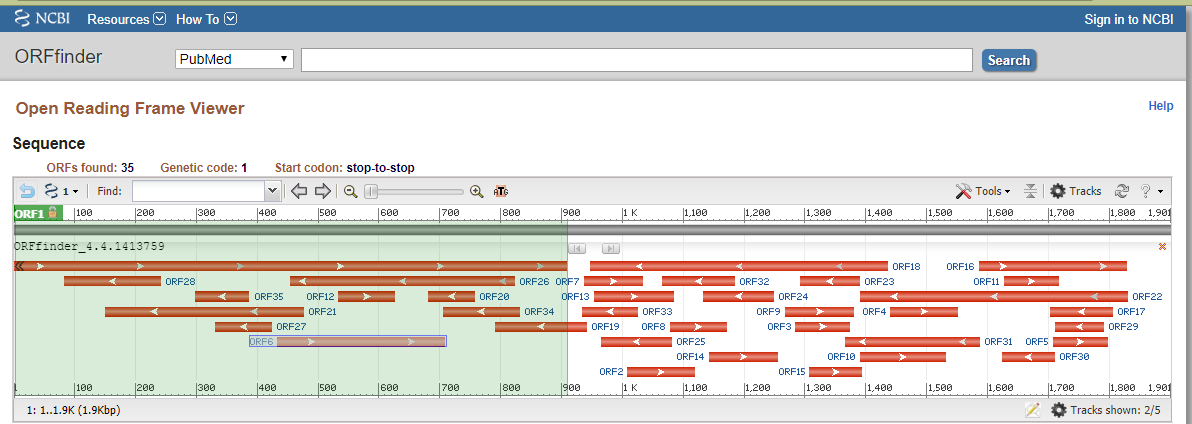 NCBI Resources How To Sign in to NCBI
ORFfinder PubMed Search
Open Reading Frame Viewer Help
Sequence
ORFs found: 35 Genetic code: 1 Start codon: stop-to-stop
1 Find: ATG Tools Tracks ?
ORF1 100 200 300 400 500 600 700 800 900 1 K 1,100 1,200 1,300 1,400 1,500 1,600 1,700 1,800 1,901
ORFfinder_4.4.1413759
ORF18 ORF16
ORF28 ORF26 ORF7 ORF32 ORF23 ORF11
ORF35 ORF12 ORF20 ORF13 ORF24 ORF22
ORF21 ORF34 ORF33 ORF9 ORF4 ORF17
ORF27 ORF19 ORF8 ORF3 ORF29
ORF6 ORF25 ORF31 ORF5
ORF14 ORF10 ORF30
ORF2 ORF15
100 200 300 400 500 600 700 800 900 1 K 1,100 1,200 1,300 1,400 1,500 1,600 1,700 1,800 1,901
1: 1..1.9K (1.9Kbp) Tracks shown: 2/5